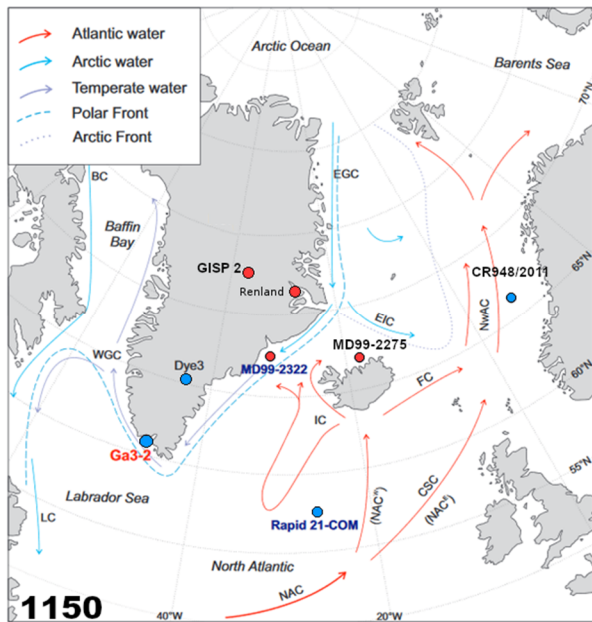 Atlantic water
Arctic water
Temperate water
Polar Front
Arctic Front
Arctic Ocean
Barents Sea
70°N
BC
EGC
Baffin
Bay
GISP 2
Renland
CR948/2011
65°N
EIC
NwAC
MD99-2275
WGC
Dye3
MD99-2322
FC
60°N
IC
Ga3-2
CSC
(NACᵉ)
(NACˢ)
55°N
Labrador Sea
LC
Rapid 21-COM
North Atlantic
NAC
1150
40°W
20°W